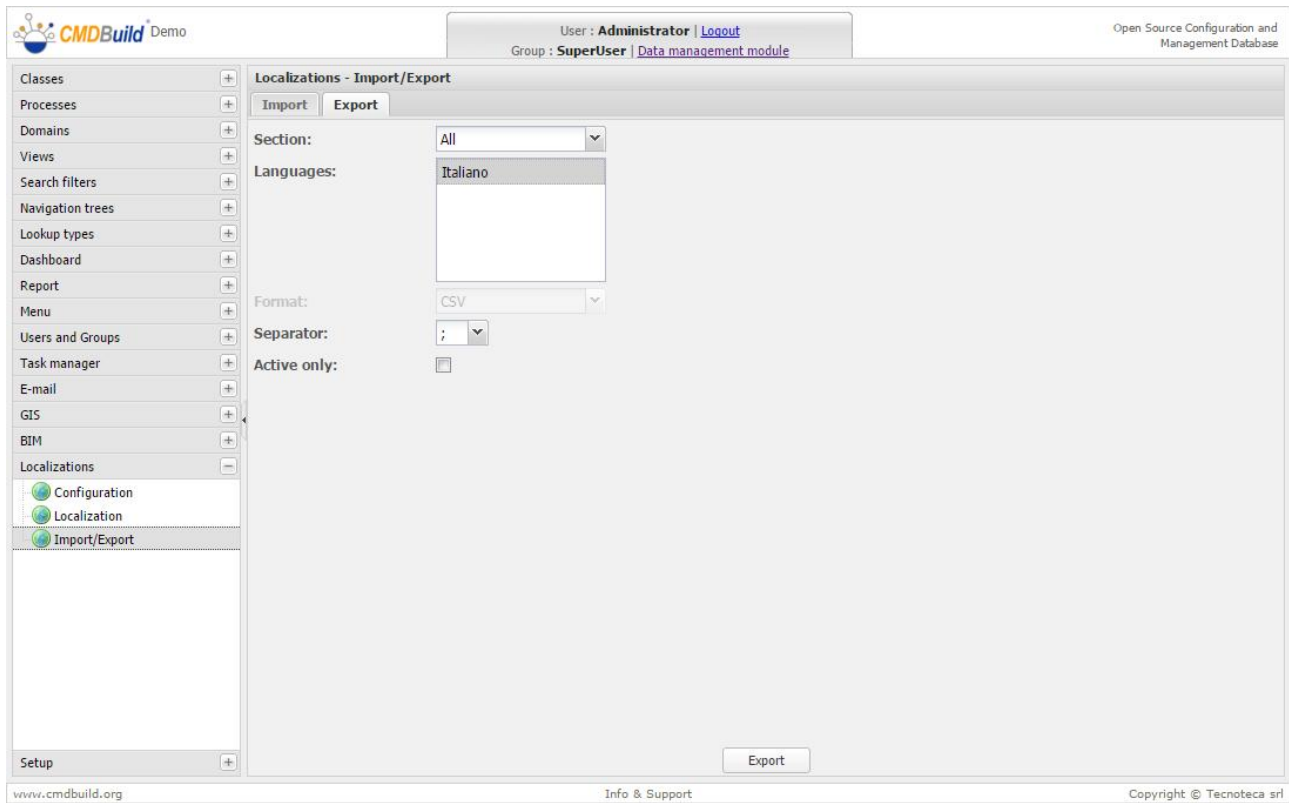 CMDBuild Demo
User : Administrator | Logout
Group : SuperUser | Data management module
Open Source Configuration and
Management Database
Classes
Processes
Domains
Views
Search filters
Navigation trees
Lookup types
Dashboard
Report
Menu
Users and Groups
Task manager
E-mail
GIS
BIM
Localizations
Configuration
Localization
Import/Export
Setup
Localizations - Import/Export
Import Export
Section: All
Languages: Italiano
Format: CSV
Separator: ;
Active only:
Export
www.cmdbuild.org Info & Support Copyright © Tecnoteca srl